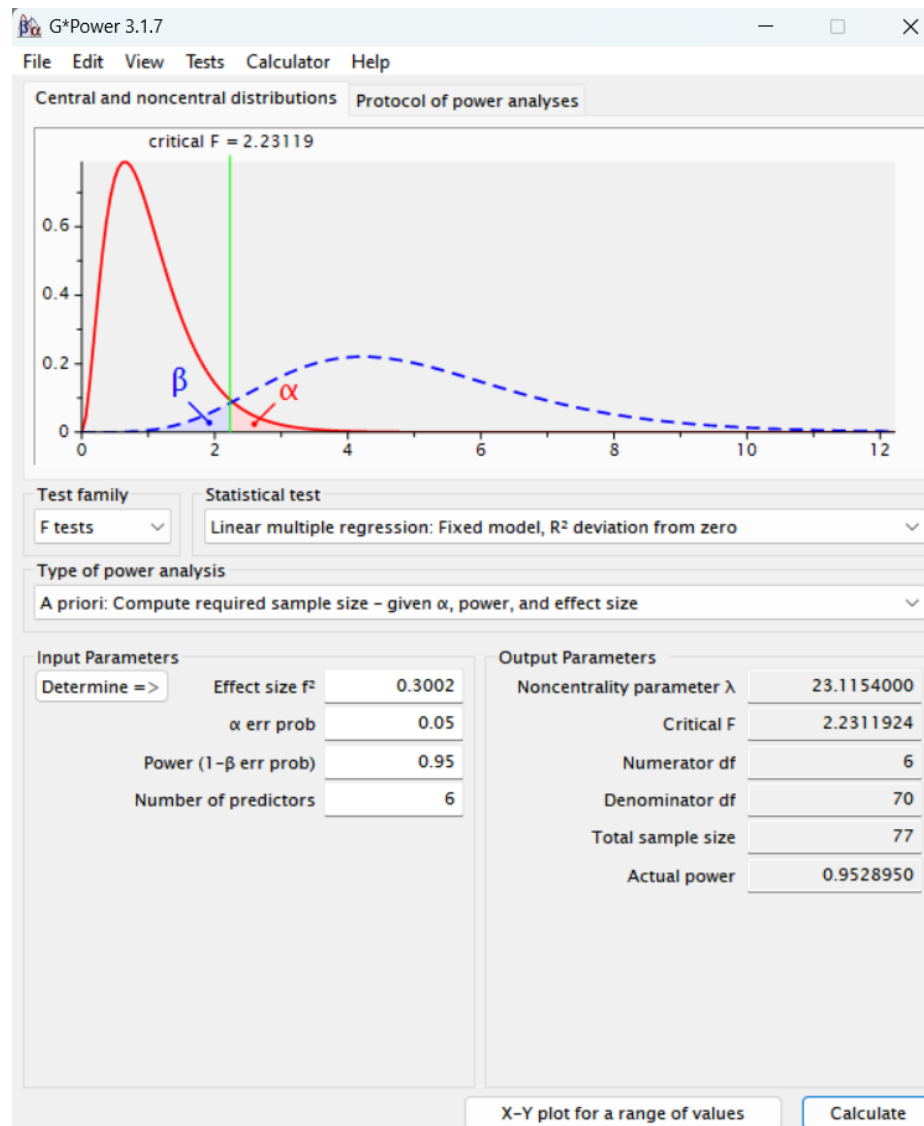 G*Power 3.1.7
File Edit View Tests Calculator Help
Central and noncentral distributions Protocol of power analyses
critical F = 2.23119
0.6
0.4
0.2
0
β
α
0 2 4 6 8 10 12
Test family Statistical test
F tests Linear multiple regression: Fixed model, R² deviation from zero
Type of power analysis
A priori: Compute required sample size – given α, power, and effect size
Input Parameters Output Parameters
Determine => Effect size f² 0.3002 Noncentrality parameter λ 23.1154000
α err prob 0.05 Critical F 2.2311924
Power (1-β err prob) 0.95 Numerator df 6
Number of predictors 6 Denominator df 70
Total sample size 77
Actual power 0.9528950
X-Y plot for a range of values Calculate